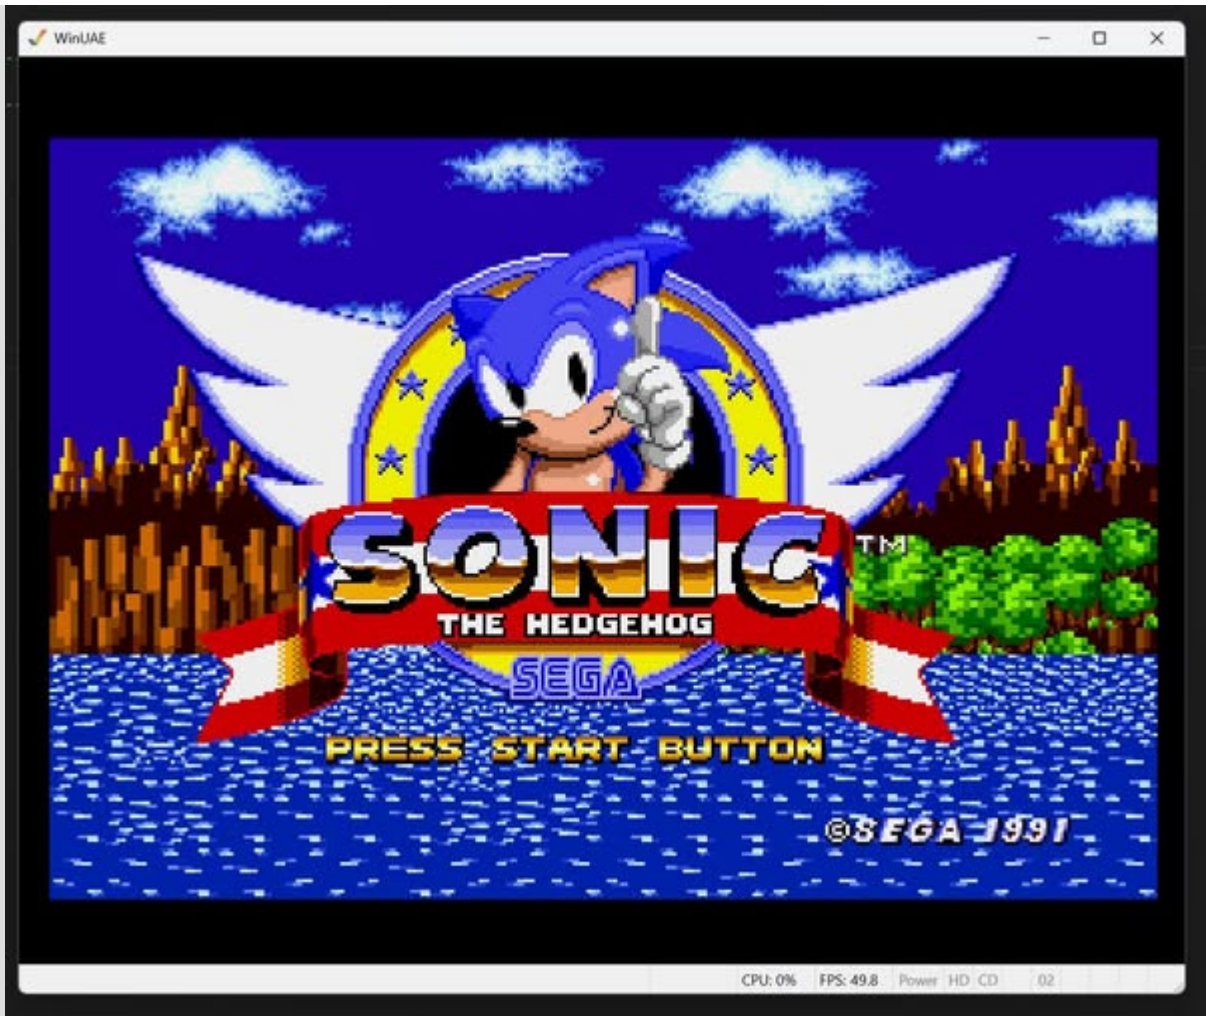 WinUAE
SONIC
TM
THE HEDGEHOG
SEGA
PRESS START BUTTON
©SEGA 1991
CPU: 0% FPS: 49.8 Power HD CD 02